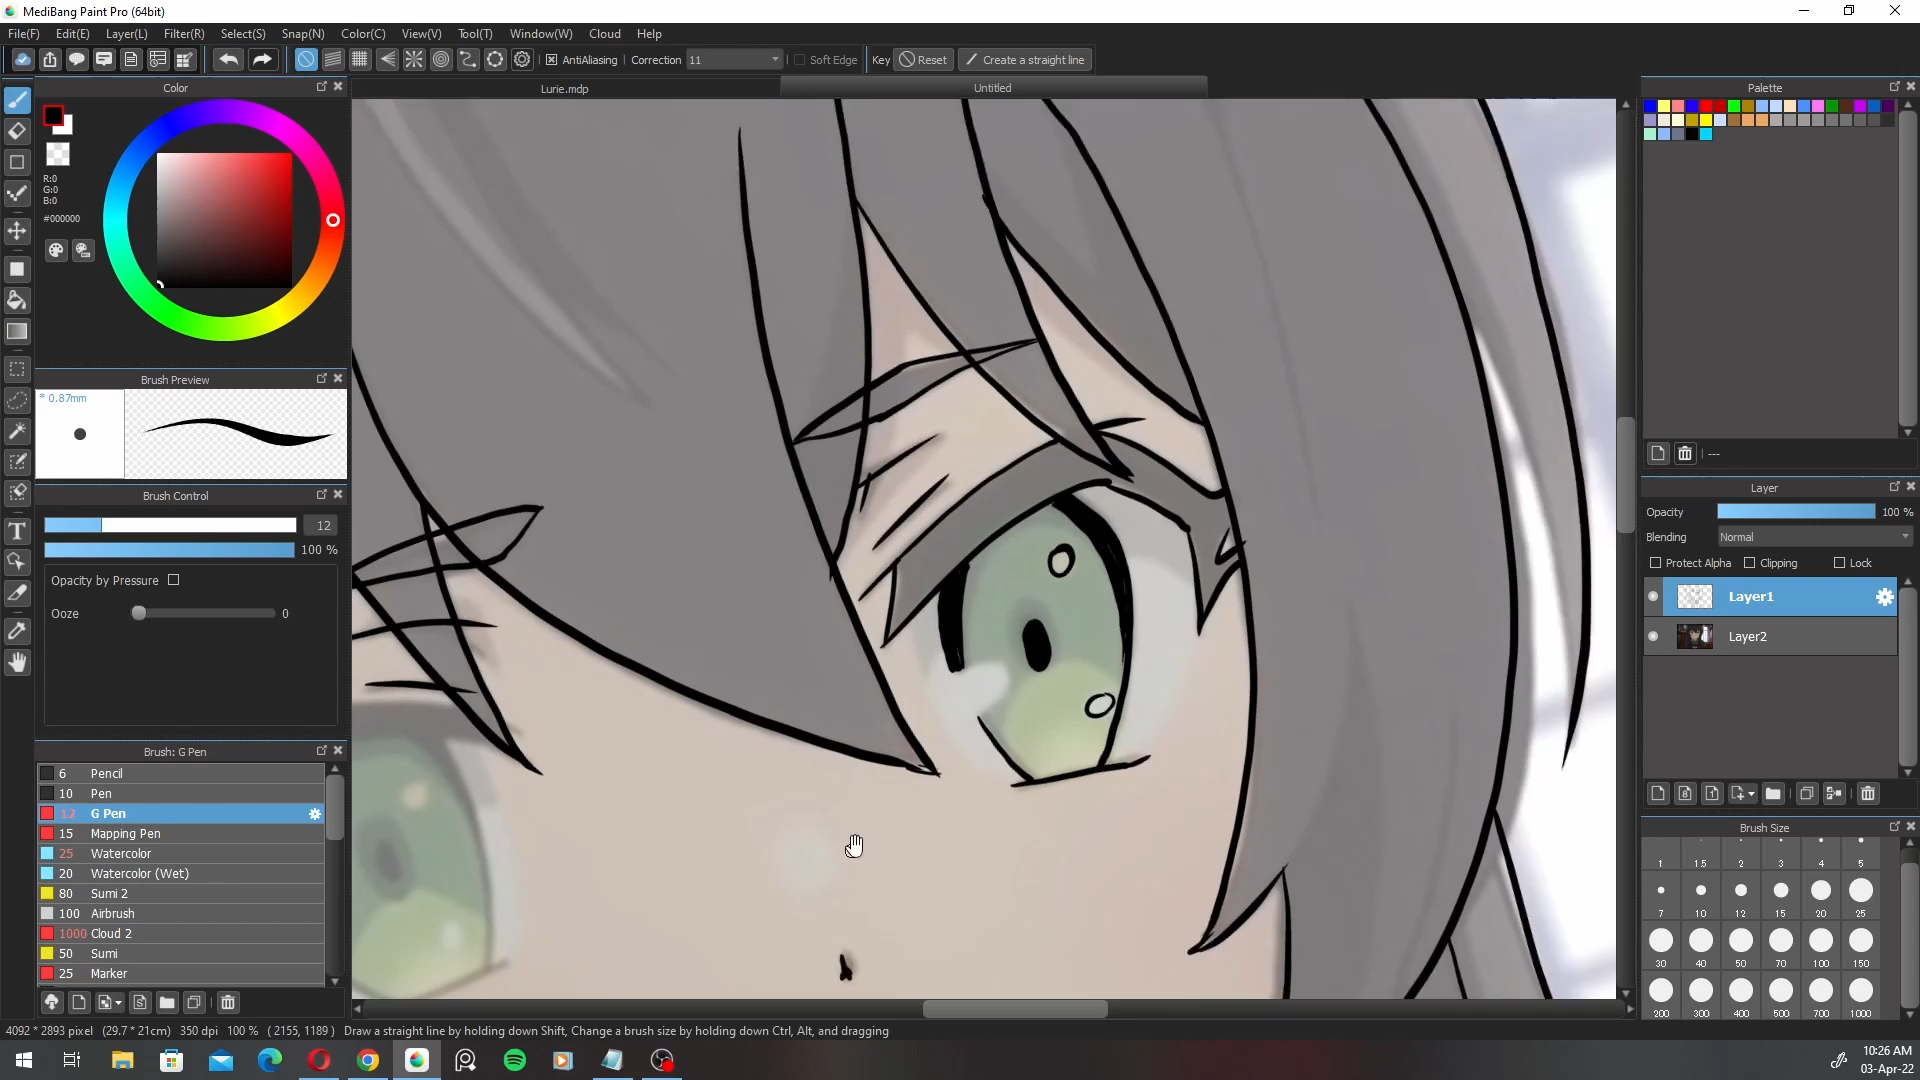 MediBang Paint Pro (64bit)
File(F) Edit(E) Layer(L) Filter(R) Select(S) Snap(N) Color(C) View(V) Tool(T) Window(W) Cloud Help
AntiAliasing Correction 11 Soft Edge Key Reset Create a straight line
Color
Lurie.mdp
Untitled
Palette
R:0
G:0
B:0
#000000
Brush Preview
* 0.87mm
Brush Control
12
100 %
Opacity by Pressure
Ooze 0
Brush: G Pen
6 Pencil
10 Pen
12 G Pen
15 Mapping Pen
25 Watercolor
20 Watercolor (Wet)
80 Sumi 2
100 Airbrush
1000 Cloud 2
50 Sumi
25 Marker
---
Layer
Opacity 100 %
Blending Normal
Protect Alpha Clipping Lock
Layer1
Layer2
8 1
Brush Size
1 1.5 2 3 4 5
7 10 12 15 20 25
30 40 50 70 100 150
200 300 400 500 700 1000
4092 * 2893 pixel (29.7 * 21cm) 350 dpi 100 % ( 2155, 1189 ) Draw a straight line by holding down Shift, Change a brush size by holding down Ctrl, Alt, and dragging
10:26 AM
03-Apr-22